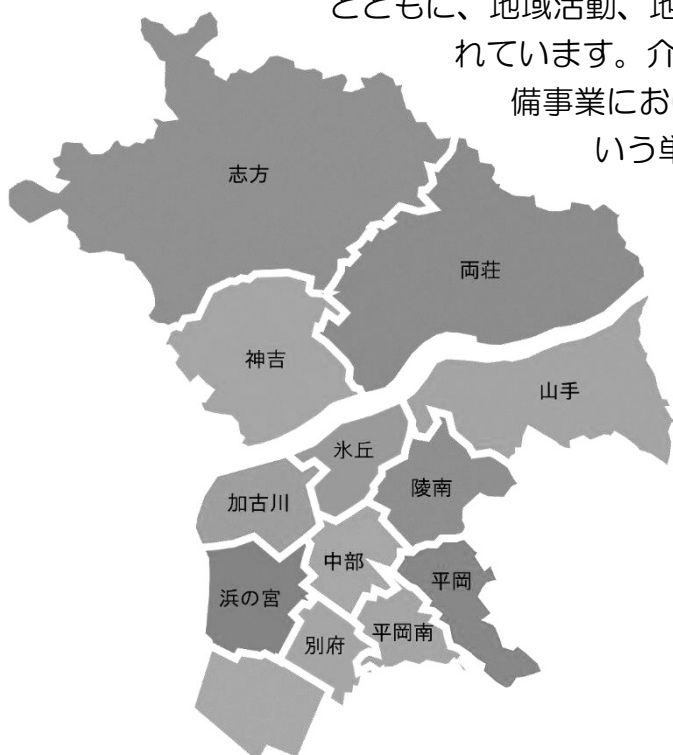 とともに、地域活動、地
れています。介
備事業にお
いう単
志方
両荘
神吉
山手
氷丘
陵南
加古川
中部
平岡
浜の宮
別府
平岡南